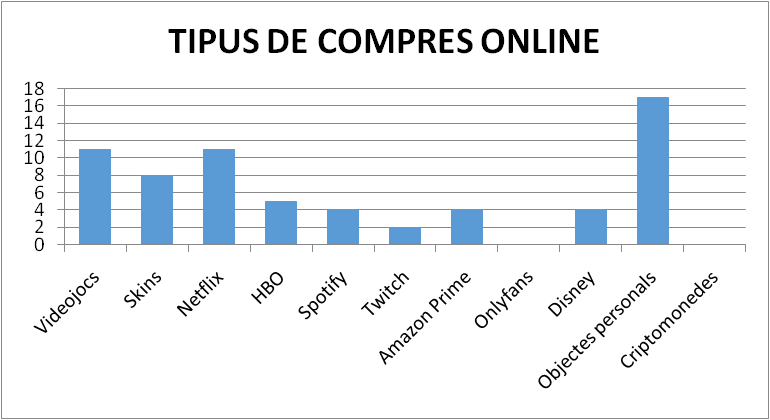 TIPUS DE COMPRES ONLINE
18
16
14
12
10
8
6
4
2
0
Videojocs
Skins
Netflix
HBO
Spotify
Twitch
Amazon Prime
Onlyfans
Disney
Objectes personals
Criptomonedes